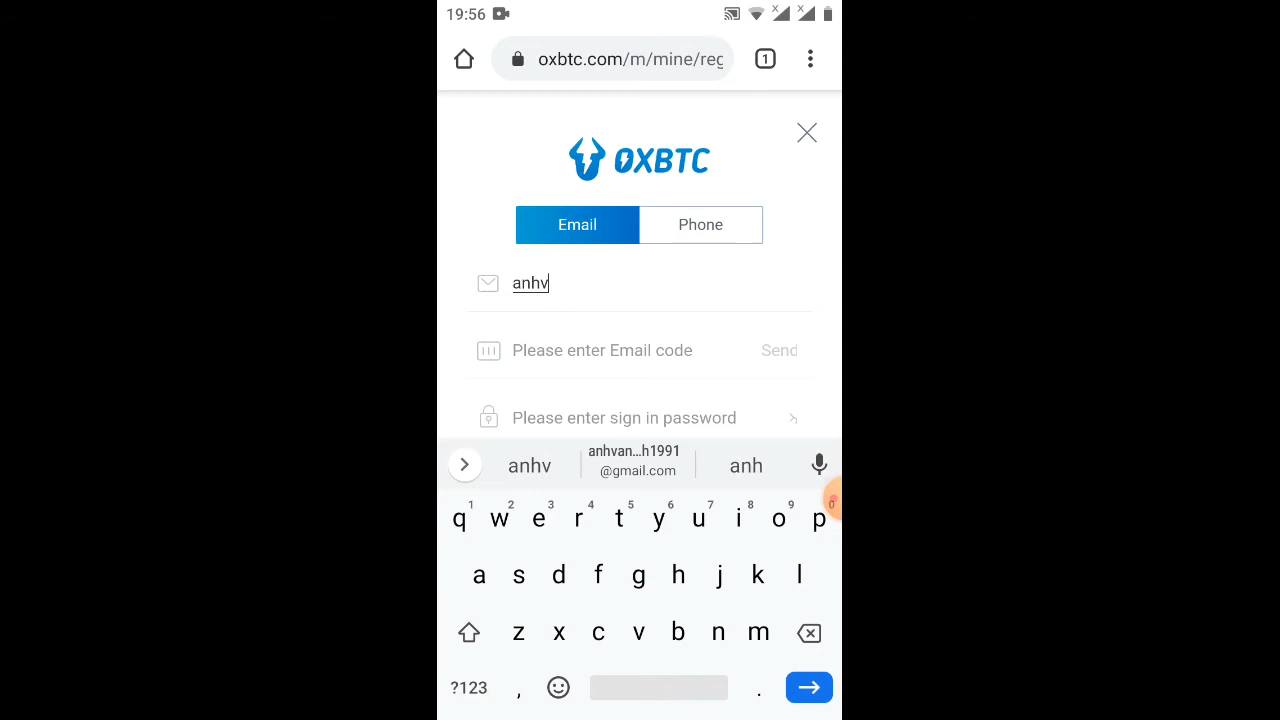 19:56
oxbtc.com/m/mine/reg
1
OXBTC
Email Phone
anhv
Please enter Email code Send
Please enter sign in password
anhv anhvan...h1991 @gmail.com anh
1 2 3 4 5 6 7 8 9 0
q w e r t y u i o p
a s d f g h j k l
z x c v b n m
?123 , .